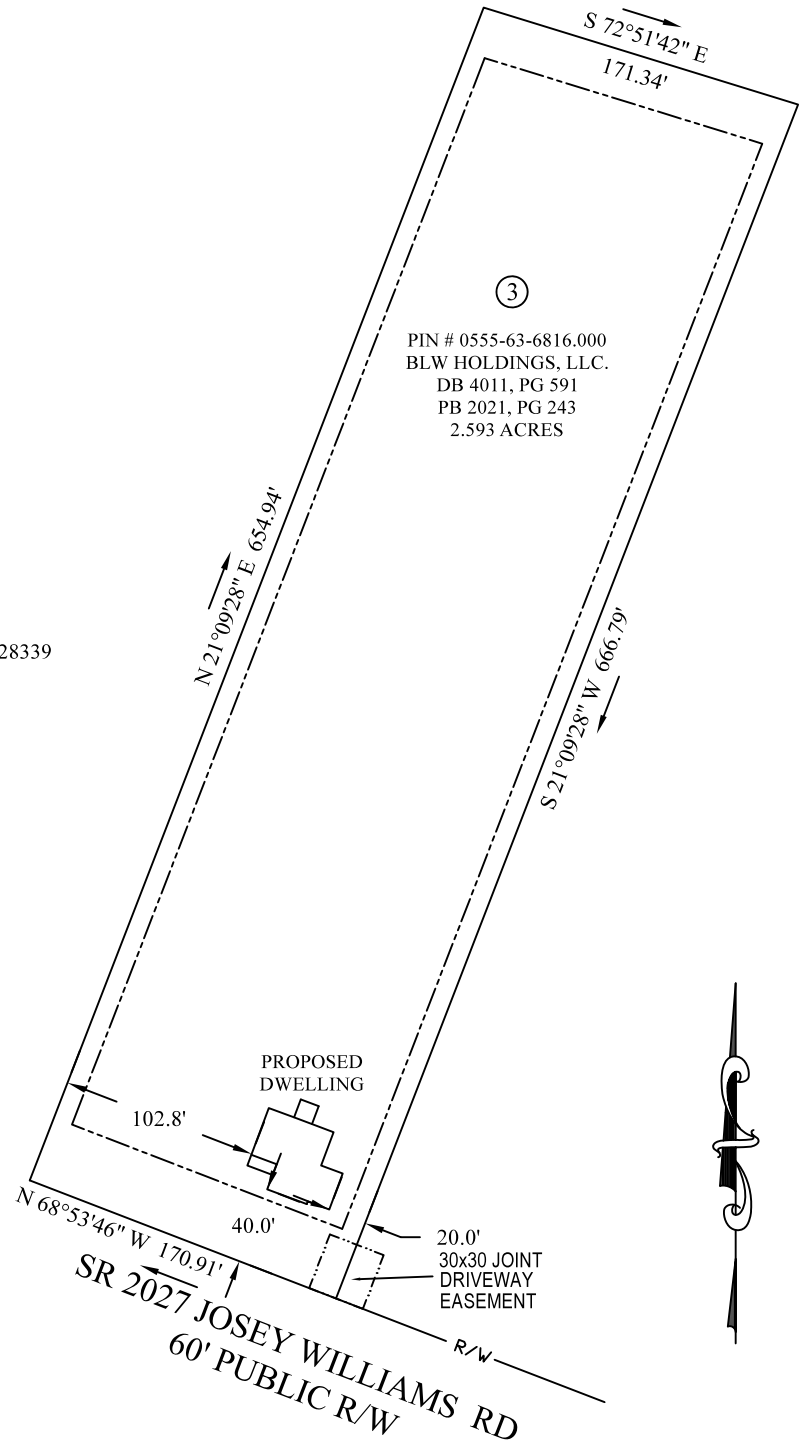 S 72°51'42" E
171.34'
3
PIN # 0555-63-6816.000
BLW HOLDINGS, LLC.
DB 4011, PG 591
PB 2021, PG 243
2.593 ACRES
N 21°09'28" E 654.94'
28339
S 21°09'28" W 666.79'
PROPOSED
DWELLING
102.8'
40.0'
20.0'
30x30 JOINT
DRIVEWAY
EASEMENT
N 68°53'46" W 170.91'
SR 2027 JOSEY WILLIAMS RD
60' PUBLIC R/W
R/W